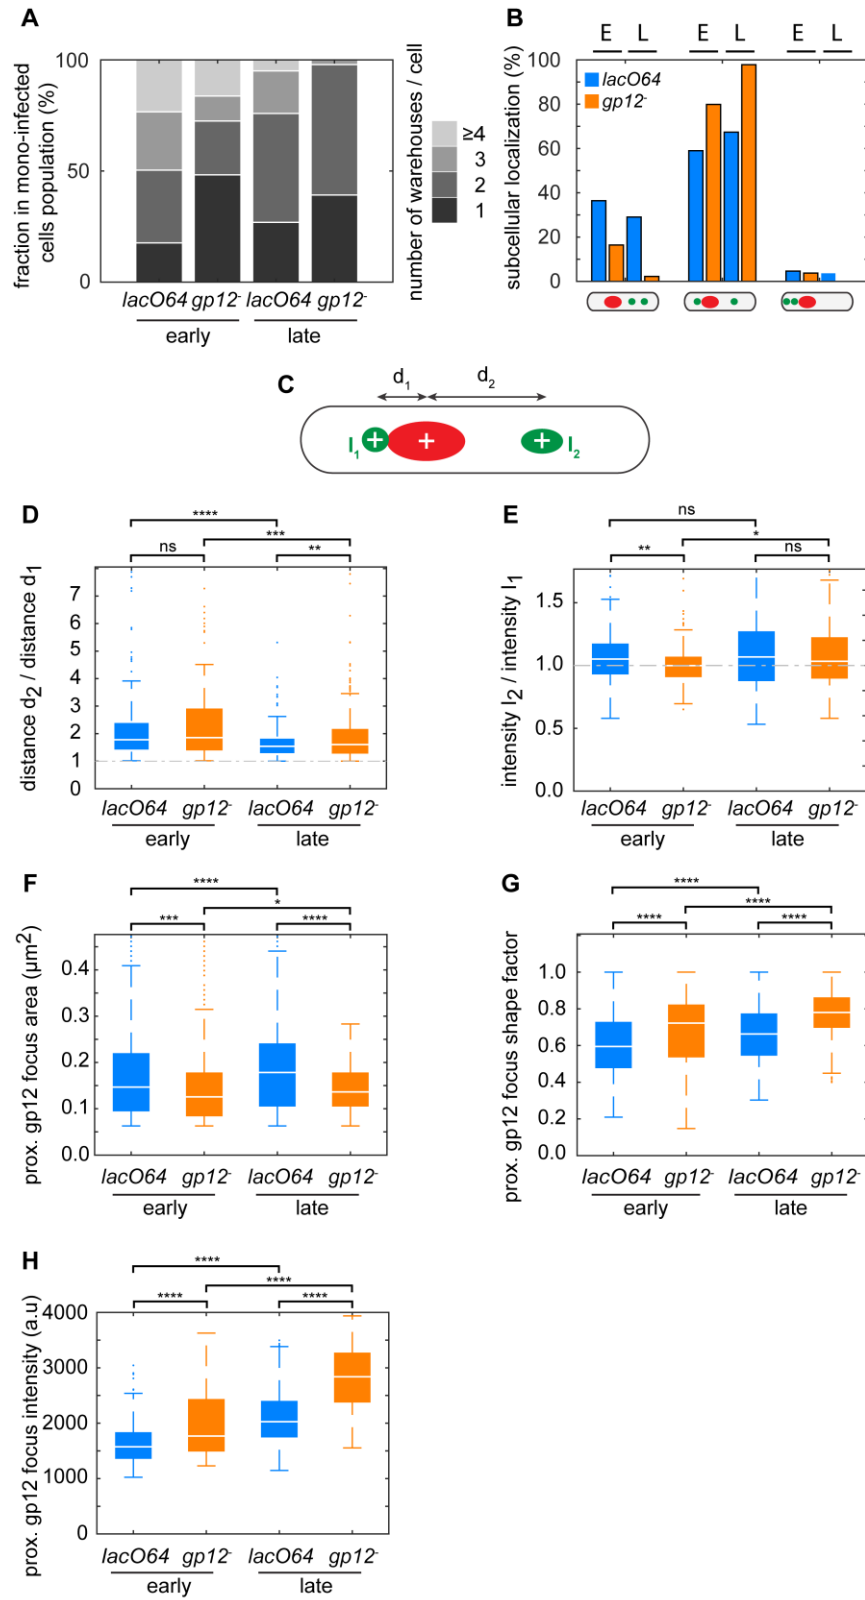 A
fraction in mono-infected
cells population (%)
100
50
0
lacO64 gp12⁻ lacO64 gp12⁻
early late
number of warehouses / cell
≥4
3
2
1
B
E L E L E L
subcellular localization (%)
100
80
60
40
20
0
lacO64
gp12⁻
C
d₁ d₂
I₁ I₂
D
****
***
ns **
distance d₂ / distance d₁
7
6
5
4
3
2
1
0
lacO64 gp12⁻ lacO64 gp12⁻
early late
E
ns
*
** ns
intensity I₂ / intensity I₁
1.5
1.0
0.5
0.0
lacO64 gp12⁻ lacO64 gp12⁻
early late
F
****
*
*** ****
prox. gp12 focus area (µm²)
0.4
0.3
0.2
0.1
0.0
lacO64 gp12⁻ lacO64 gp12⁻
early late
G
****
****
**** ****
prox. gp12 focus shape factor
1.0
0.8
0.6
0.4
0.2
0.0
lacO64 gp12⁻ lacO64 gp12⁻
early late
H
****
****
**** ****
prox. gp12 focus intensity (a.u)
4000
3000
2000
1000
0
lacO64 gp12⁻ lacO64 gp12⁻
early late